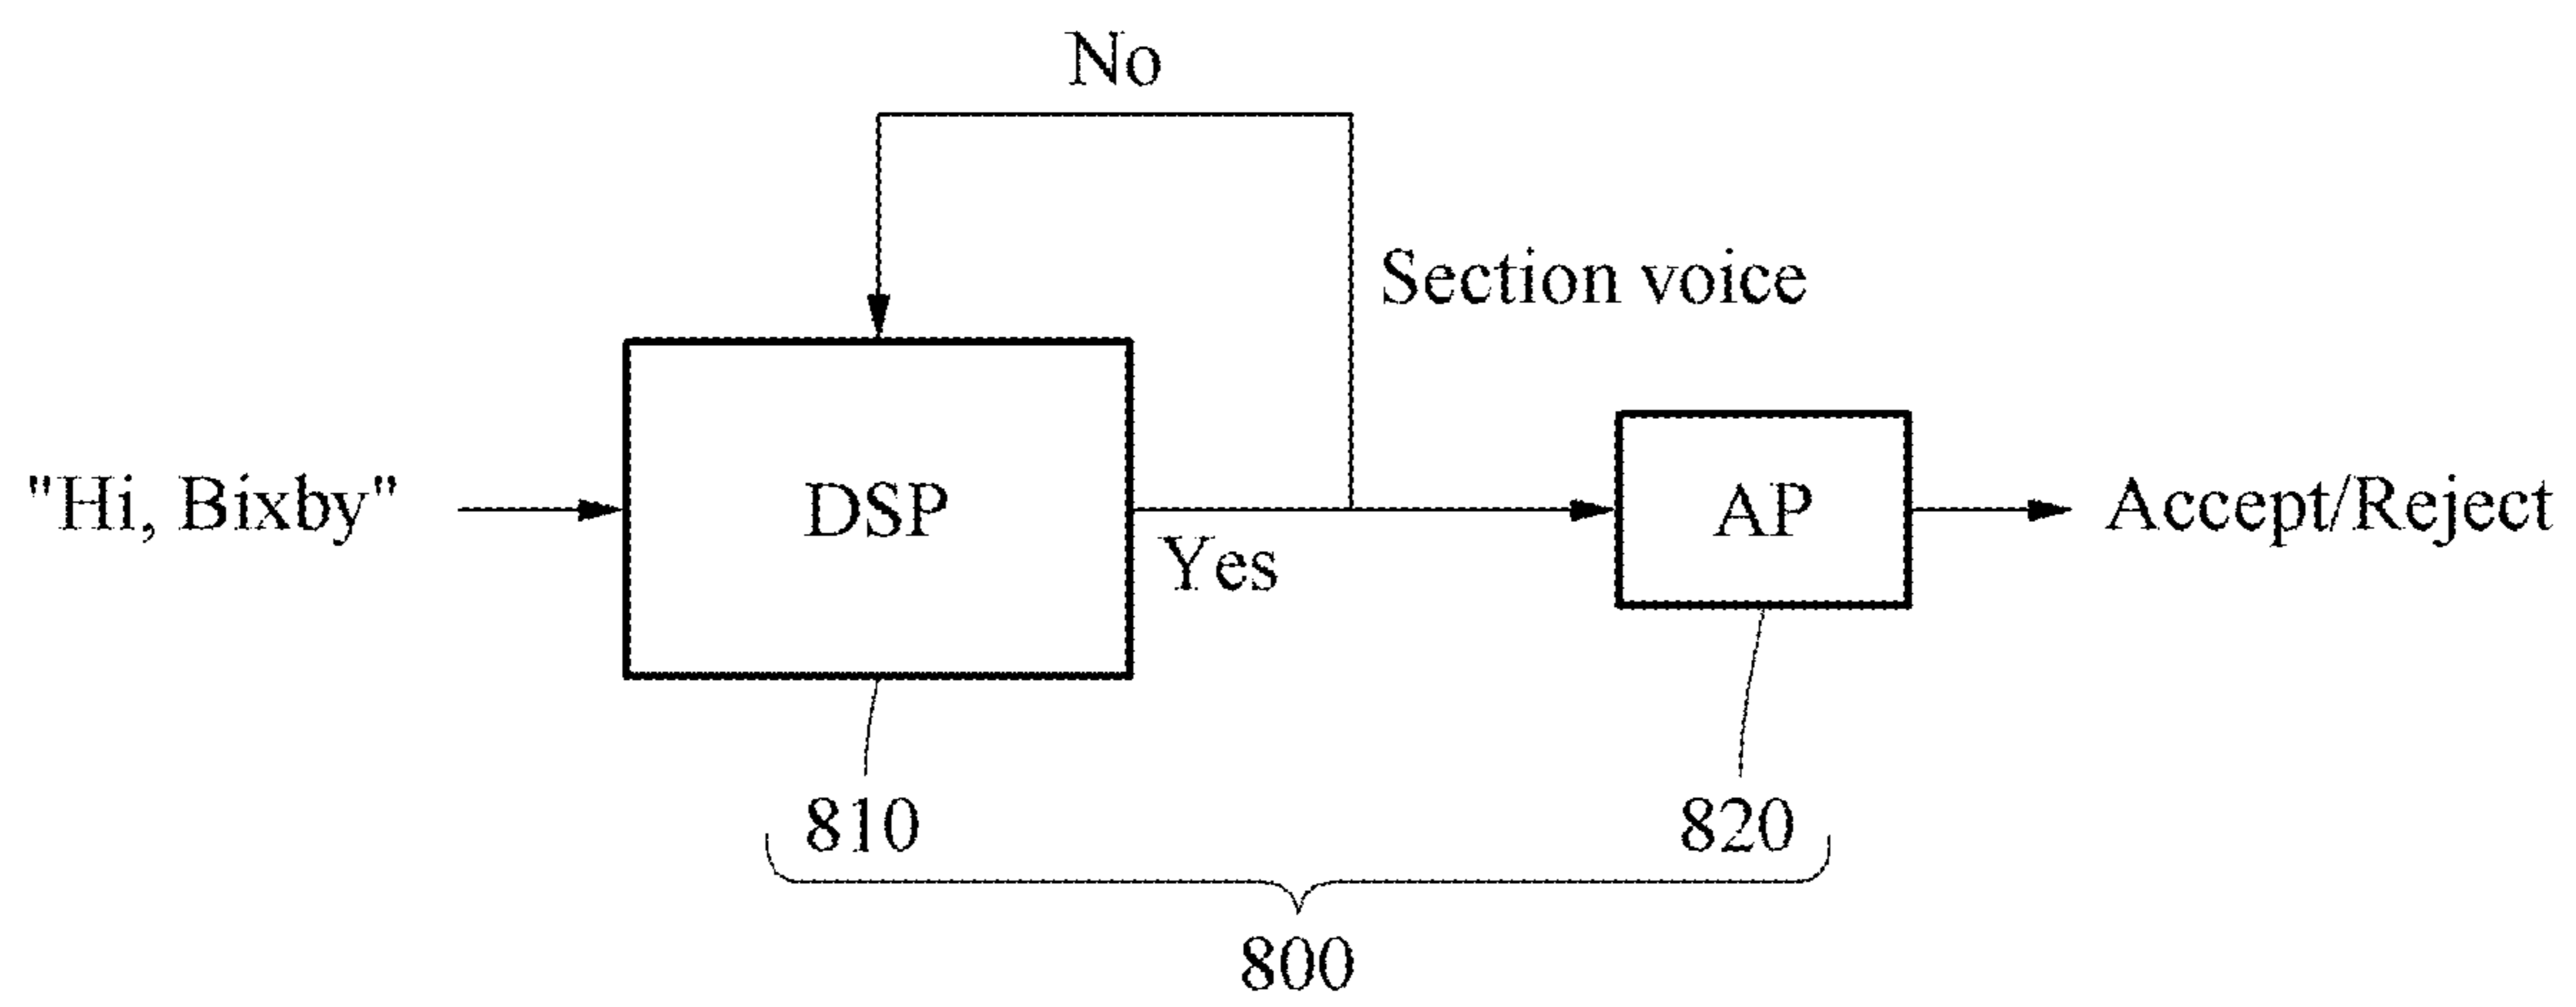 No
Section voice
"Hi, Bixby"
DSP
Yes
AP
Accept/Reject
810
820
800